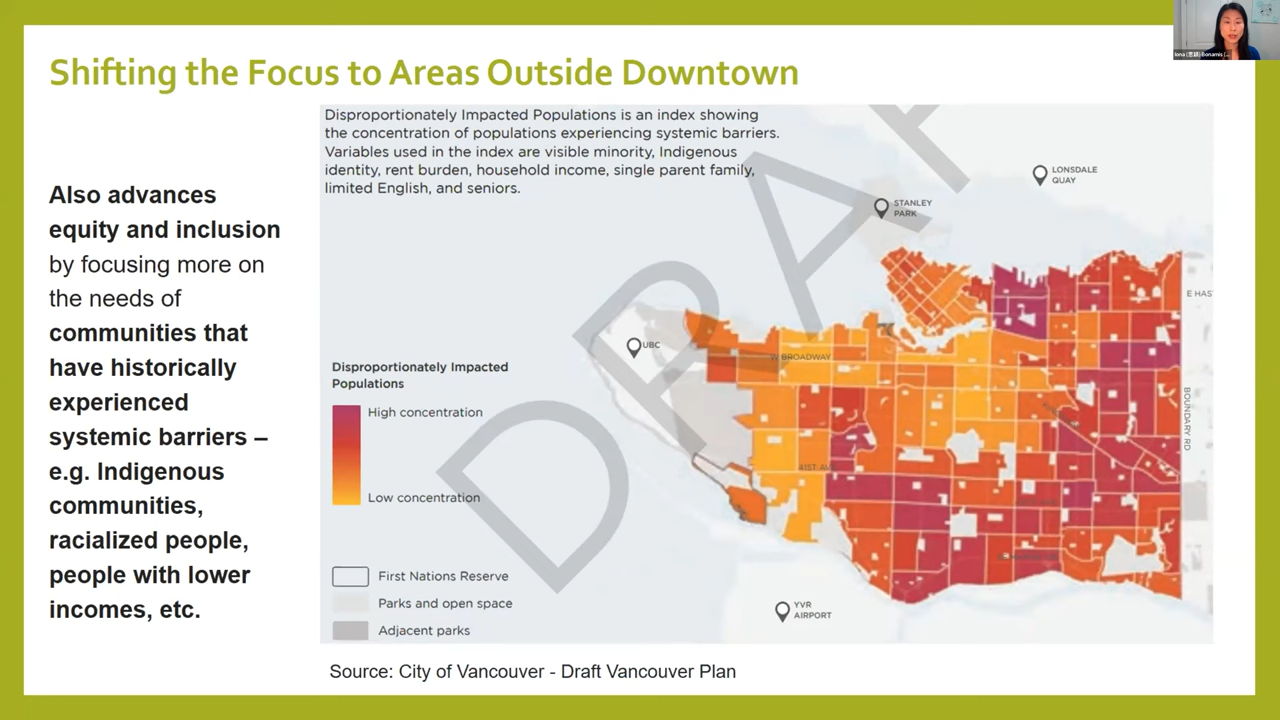 Shifting the Focus to Areas Outside Downtown
Also advances
equity and inclusion
by focusing more on
the needs of
communities that
have historically
experienced
systemic barriers –
e.g. Indigenous
communities,
racialized people,
people with lower
incomes, etc.
Disproportionately Impacted Populations is an index showing
the concentration of populations experiencing systemic barriers.
Variables used in the index are visible minority, Indigenous
identity, rent burden, household income, single parent family,
limited English, and seniors.
LONSDALE
QUAY
STANLEY
PARK
E HAS
UBC
W BROADWAY
BOUNDARY RD
41ST AV
YVR
AIRPORT
Disproportionately Impacted
Populations
High concentration
Low concentration
First Nations Reserve
Parks and open space
Adjacent parks
DRAF
Source: City of Vancouver - Draft Vancouver Plan